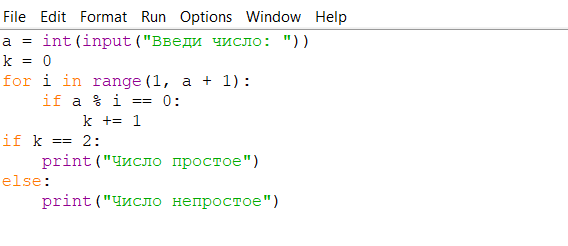 File Edit Format Run Options Window Help
a = int(input("Введи число: "))
k = 0
for i in range(1, a + 1):
    if a % i == 0:
        k += 1
if k == 2:
    print("Число простое")
else:
    print("Число непростое")